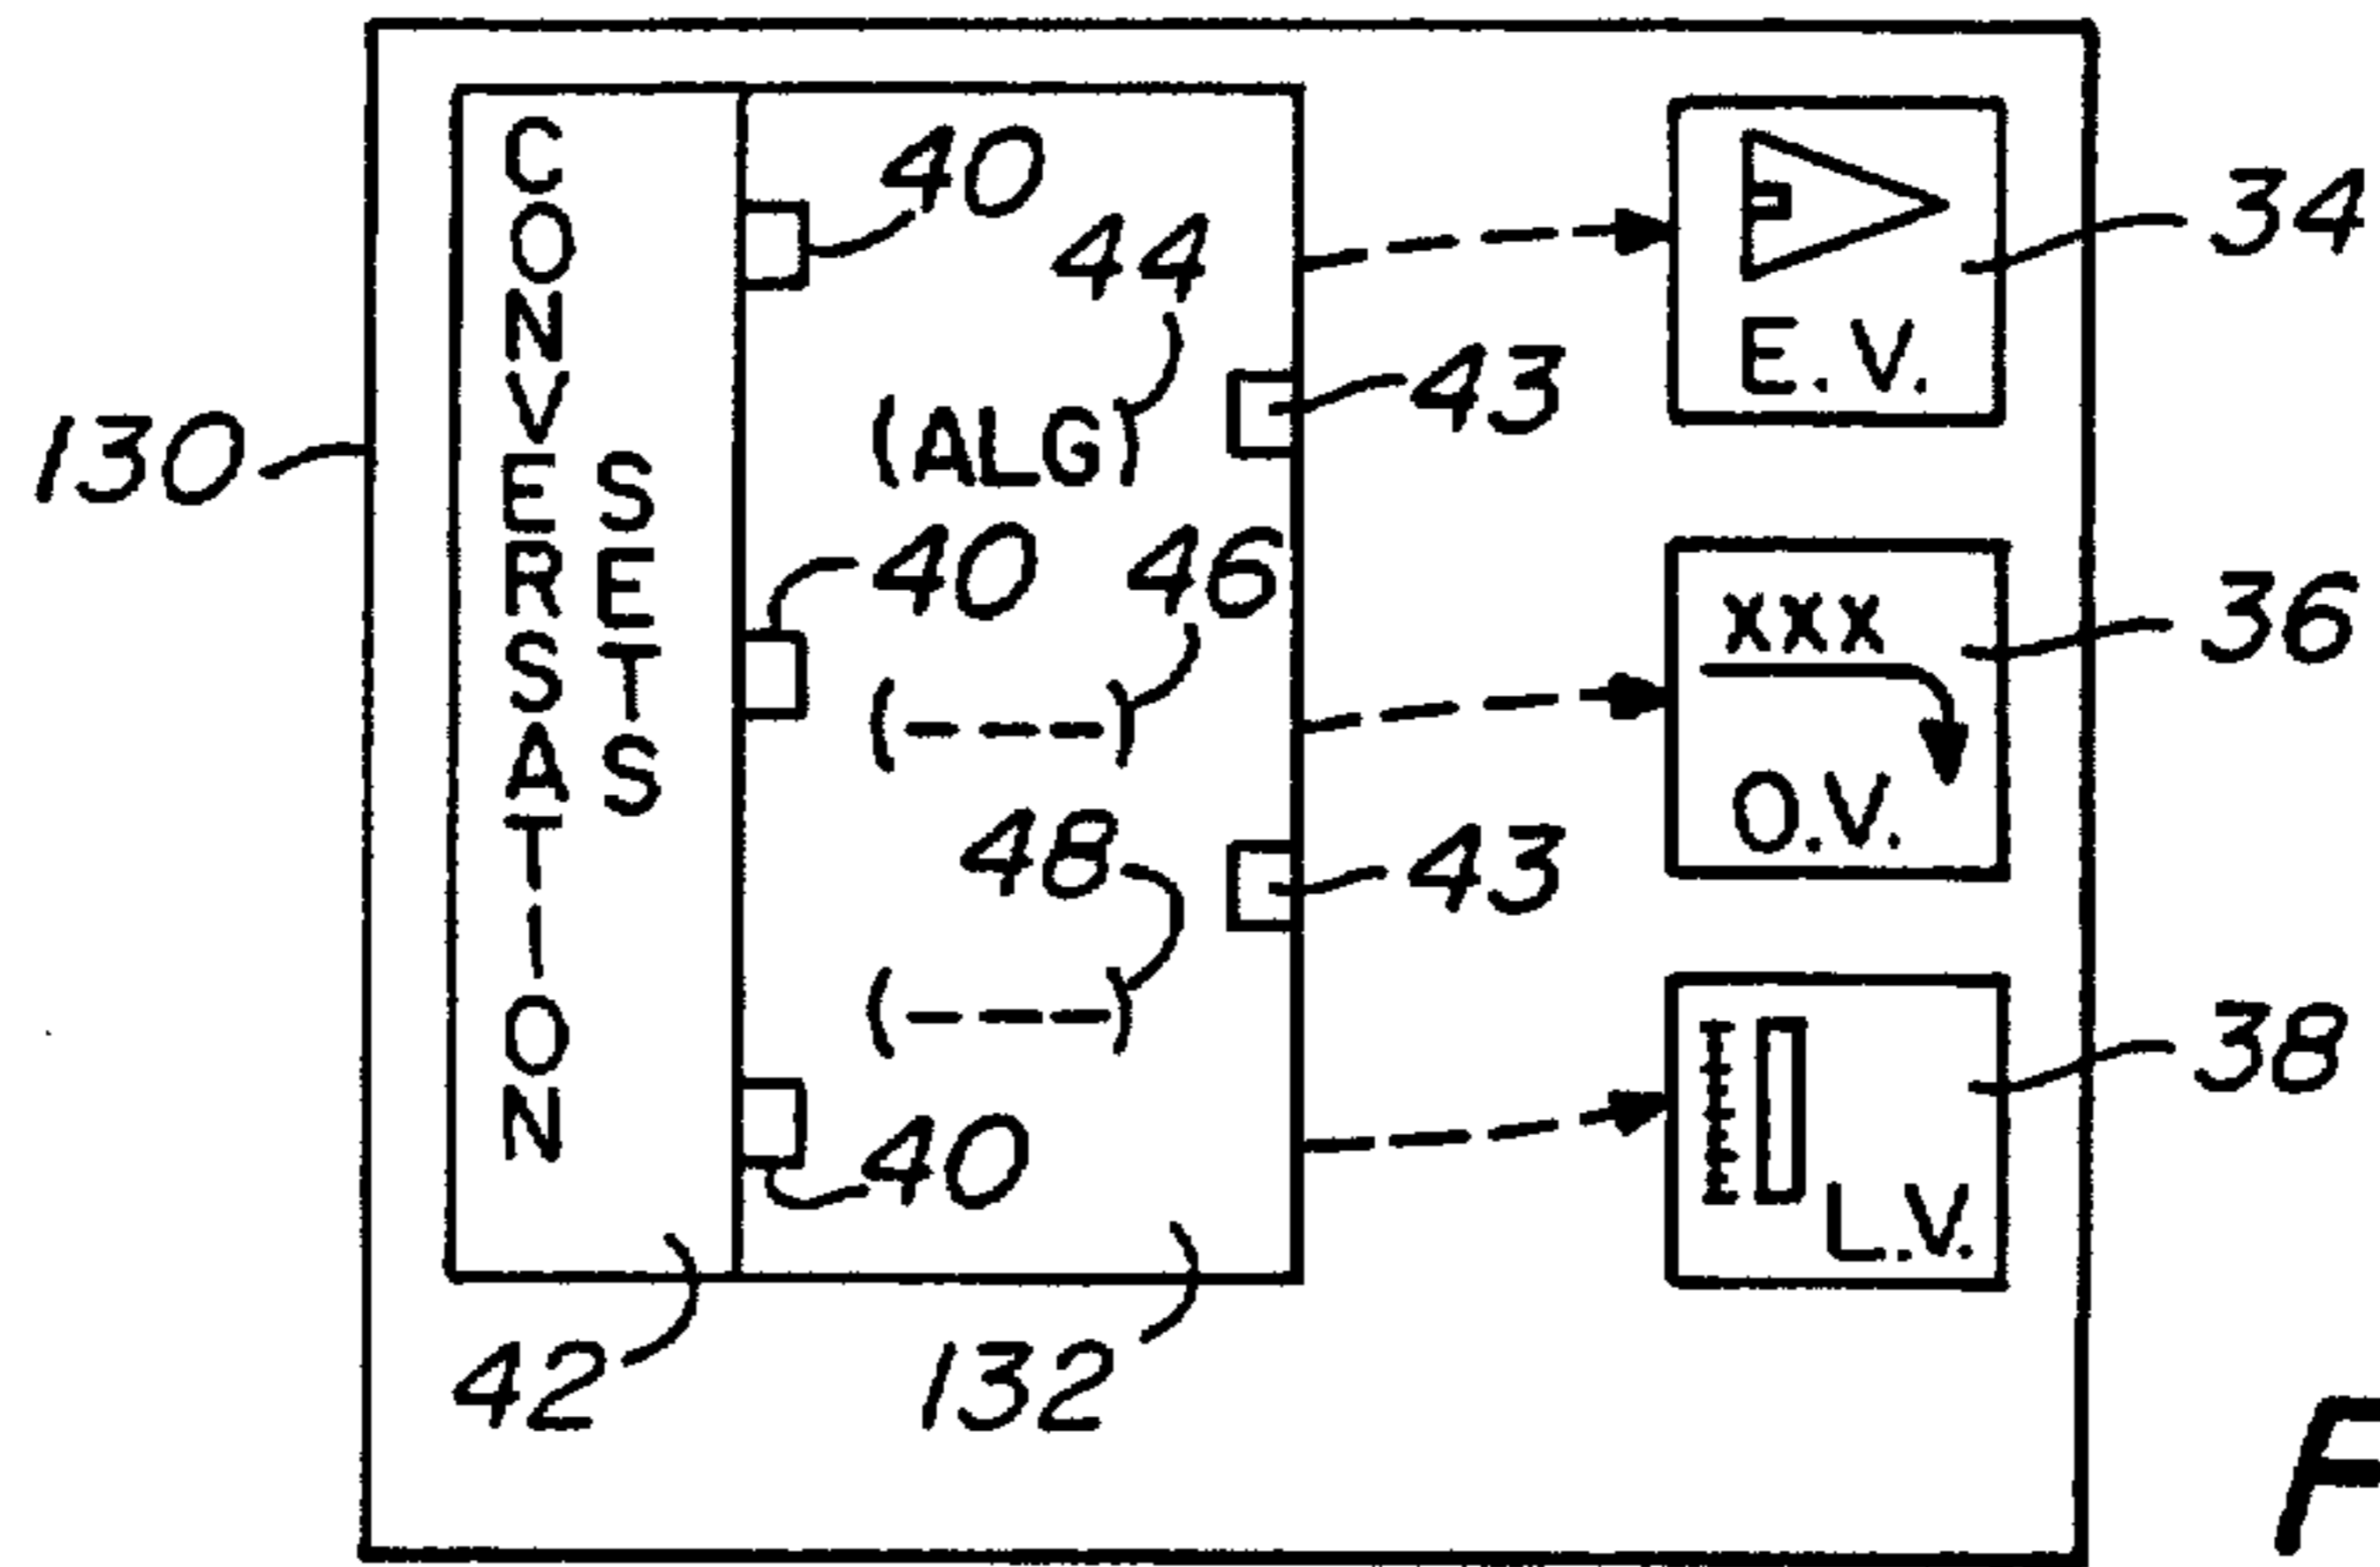 CONVERSATION
SETS
40
44
(ALG)
43
40
46
(---)
48
43
(---)
40
E.V.
34
xxx
O.V.
36
L.V.
38
130
42
132
F